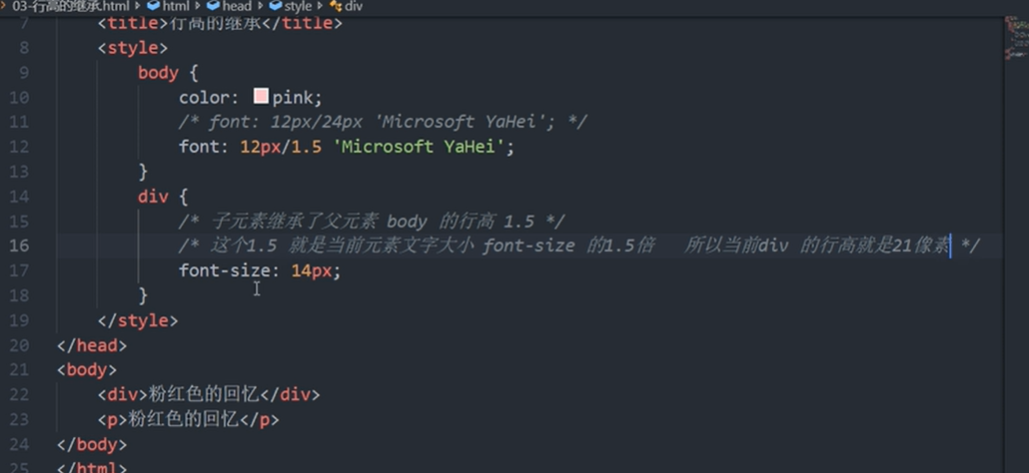 03-行高的继承.html > html > head > style > div
7 <title>行高的继承</title>
8 <style>
9 body {
10 color: pink;
11 /* font: 12px/24px 'Microsoft YaHei'; */
12 font: 12px/1.5 'Microsoft YaHei';
13 }
14 div {
15 /* 子元素继承了父元素 body 的行高 1.5 */
16 /* 这个1.5 就是当前元素文字大小 font-size 的1.5倍 所以当前div 的行高就是21像素 */
17 font-size: 14px;
18 }
19 </style>
20 </head>
21 <body>
22 <div>粉红色的回忆</div>
23 <p>粉红色的回忆</p>
24 </body>
25 </html>